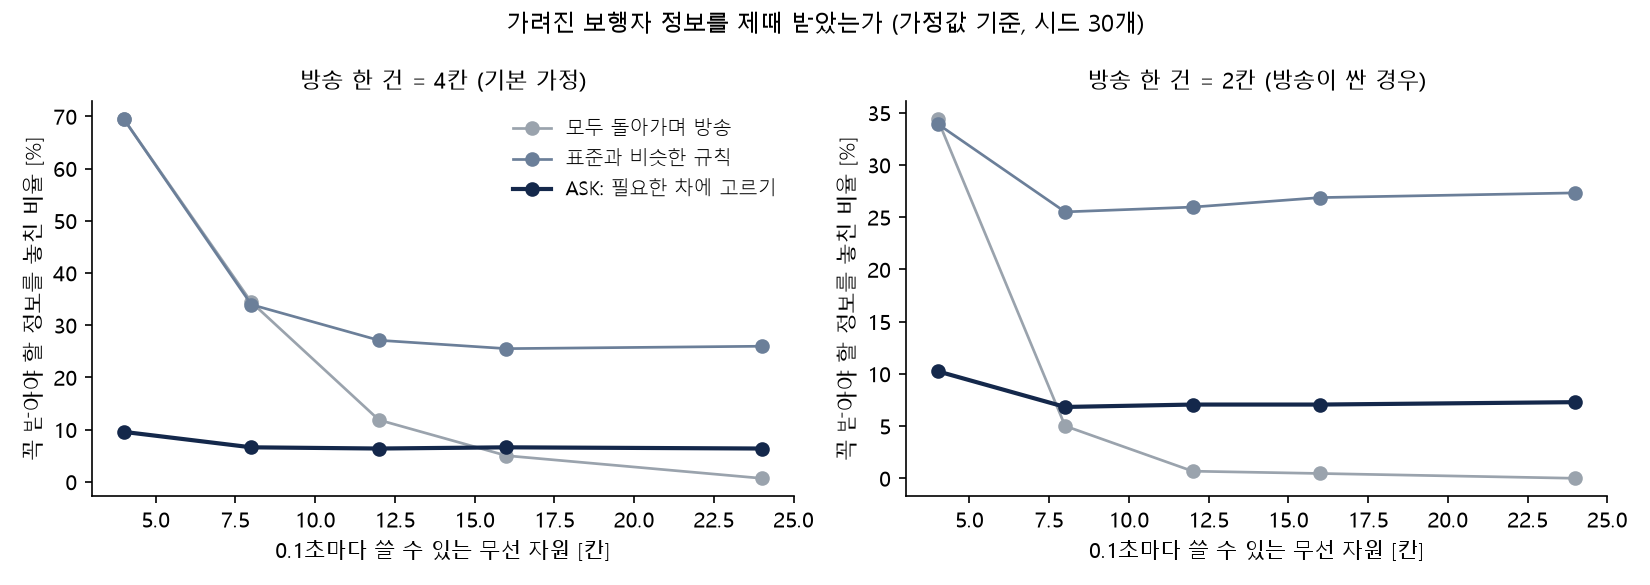 가려진 보행자 정보를 제때 받았는가 (가정값 기준, 시드 30개)
방송 한 건 = 4칸 (기본 가정)
꼭 받아야 할 정보를 놓친 비율 [%]
70
60
50
40
30
20
10
0
모두 돌아가며 방송
표준과 비슷한 규칙
ASK: 필요한 차에 고르기
5.0 7.5 10.0 12.5 15.0 17.5 20.0 22.5 25.0
0.1초마다 쓸 수 있는 무선 자원 [칸]
방송 한 건 = 2칸 (방송이 싼 경우)
꼭 받아야 할 정보를 놓친 비율 [%]
35
30
25
20
15
10
5
0
5.0 7.5 10.0 12.5 15.0 17.5 20.0 22.5 25.0
0.1초마다 쓸 수 있는 무선 자원 [칸]